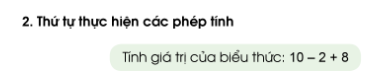 2. Thứ tự thực hiện các phép tính
Tính giá trị của biểu thức: 10 – 2 + 8